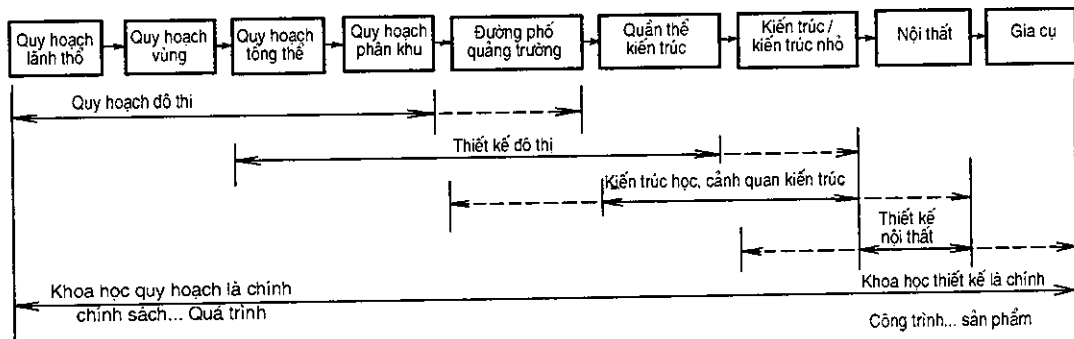 Quy hoạch
lãnh thổ
Quy hoạch
vùng
Quy hoạch
tổng thể
Quy hoạch
phân khu
Đường phố
quảng trường
Quần thể
kiến trúc
Kiến trúc /
kiến trúc nhỏ
Nội thất
Gia cụ
Quy hoạch đô thi
Thiết kế đô thị
Kiến trúc học, cảnh quan kiến trúc
Thiết kế
nội thất
Khoa học quy hoạch là chính
chính sách... Quá trình
Khoa học thiết kế là chính
Công trình... sản phẩm